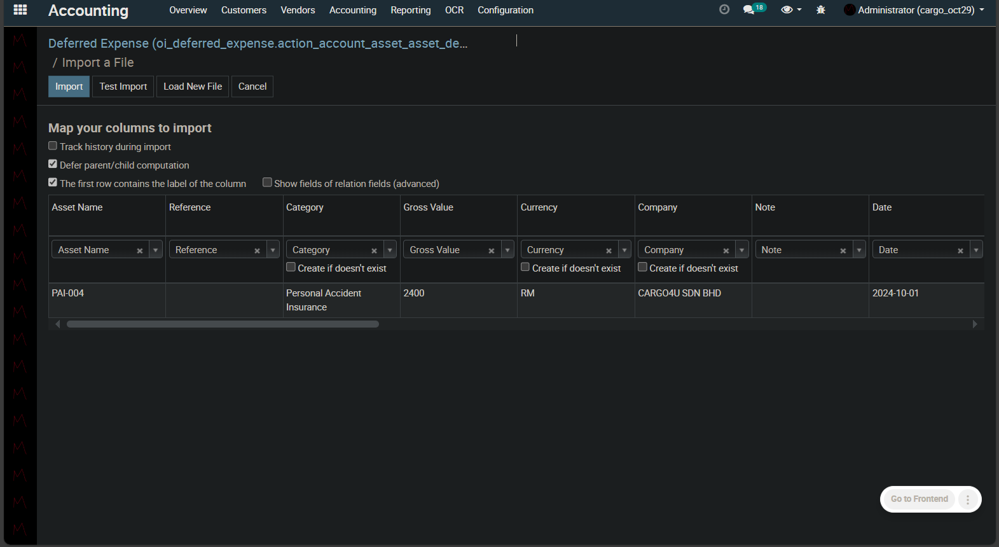 Accounting
Overview Customers Vendors Accounting Reporting OCR Configuration 18 Administrator (cargo_oct29)
Deferred Expense (oi_deferred_expense.action_account_asset_asset_de...
/ Import a File
Import Test Import Load New File Cancel
Map your columns to import
Track history during import
Defer parent/child computation
The first row contains the label of the column Show fields of relation fields (advanced)
Asset Name Reference Category Gross Value Currency Company Note Date
Asset Name Reference Category Gross Value Currency Company Note Date
Create if doesn't exist Create if doesn't exist Create if doesn't exist
PAI-004 Personal Accident 2400 RM CARGO4U SDN BHD 2024-10-01
Insurance
Go to Frontend